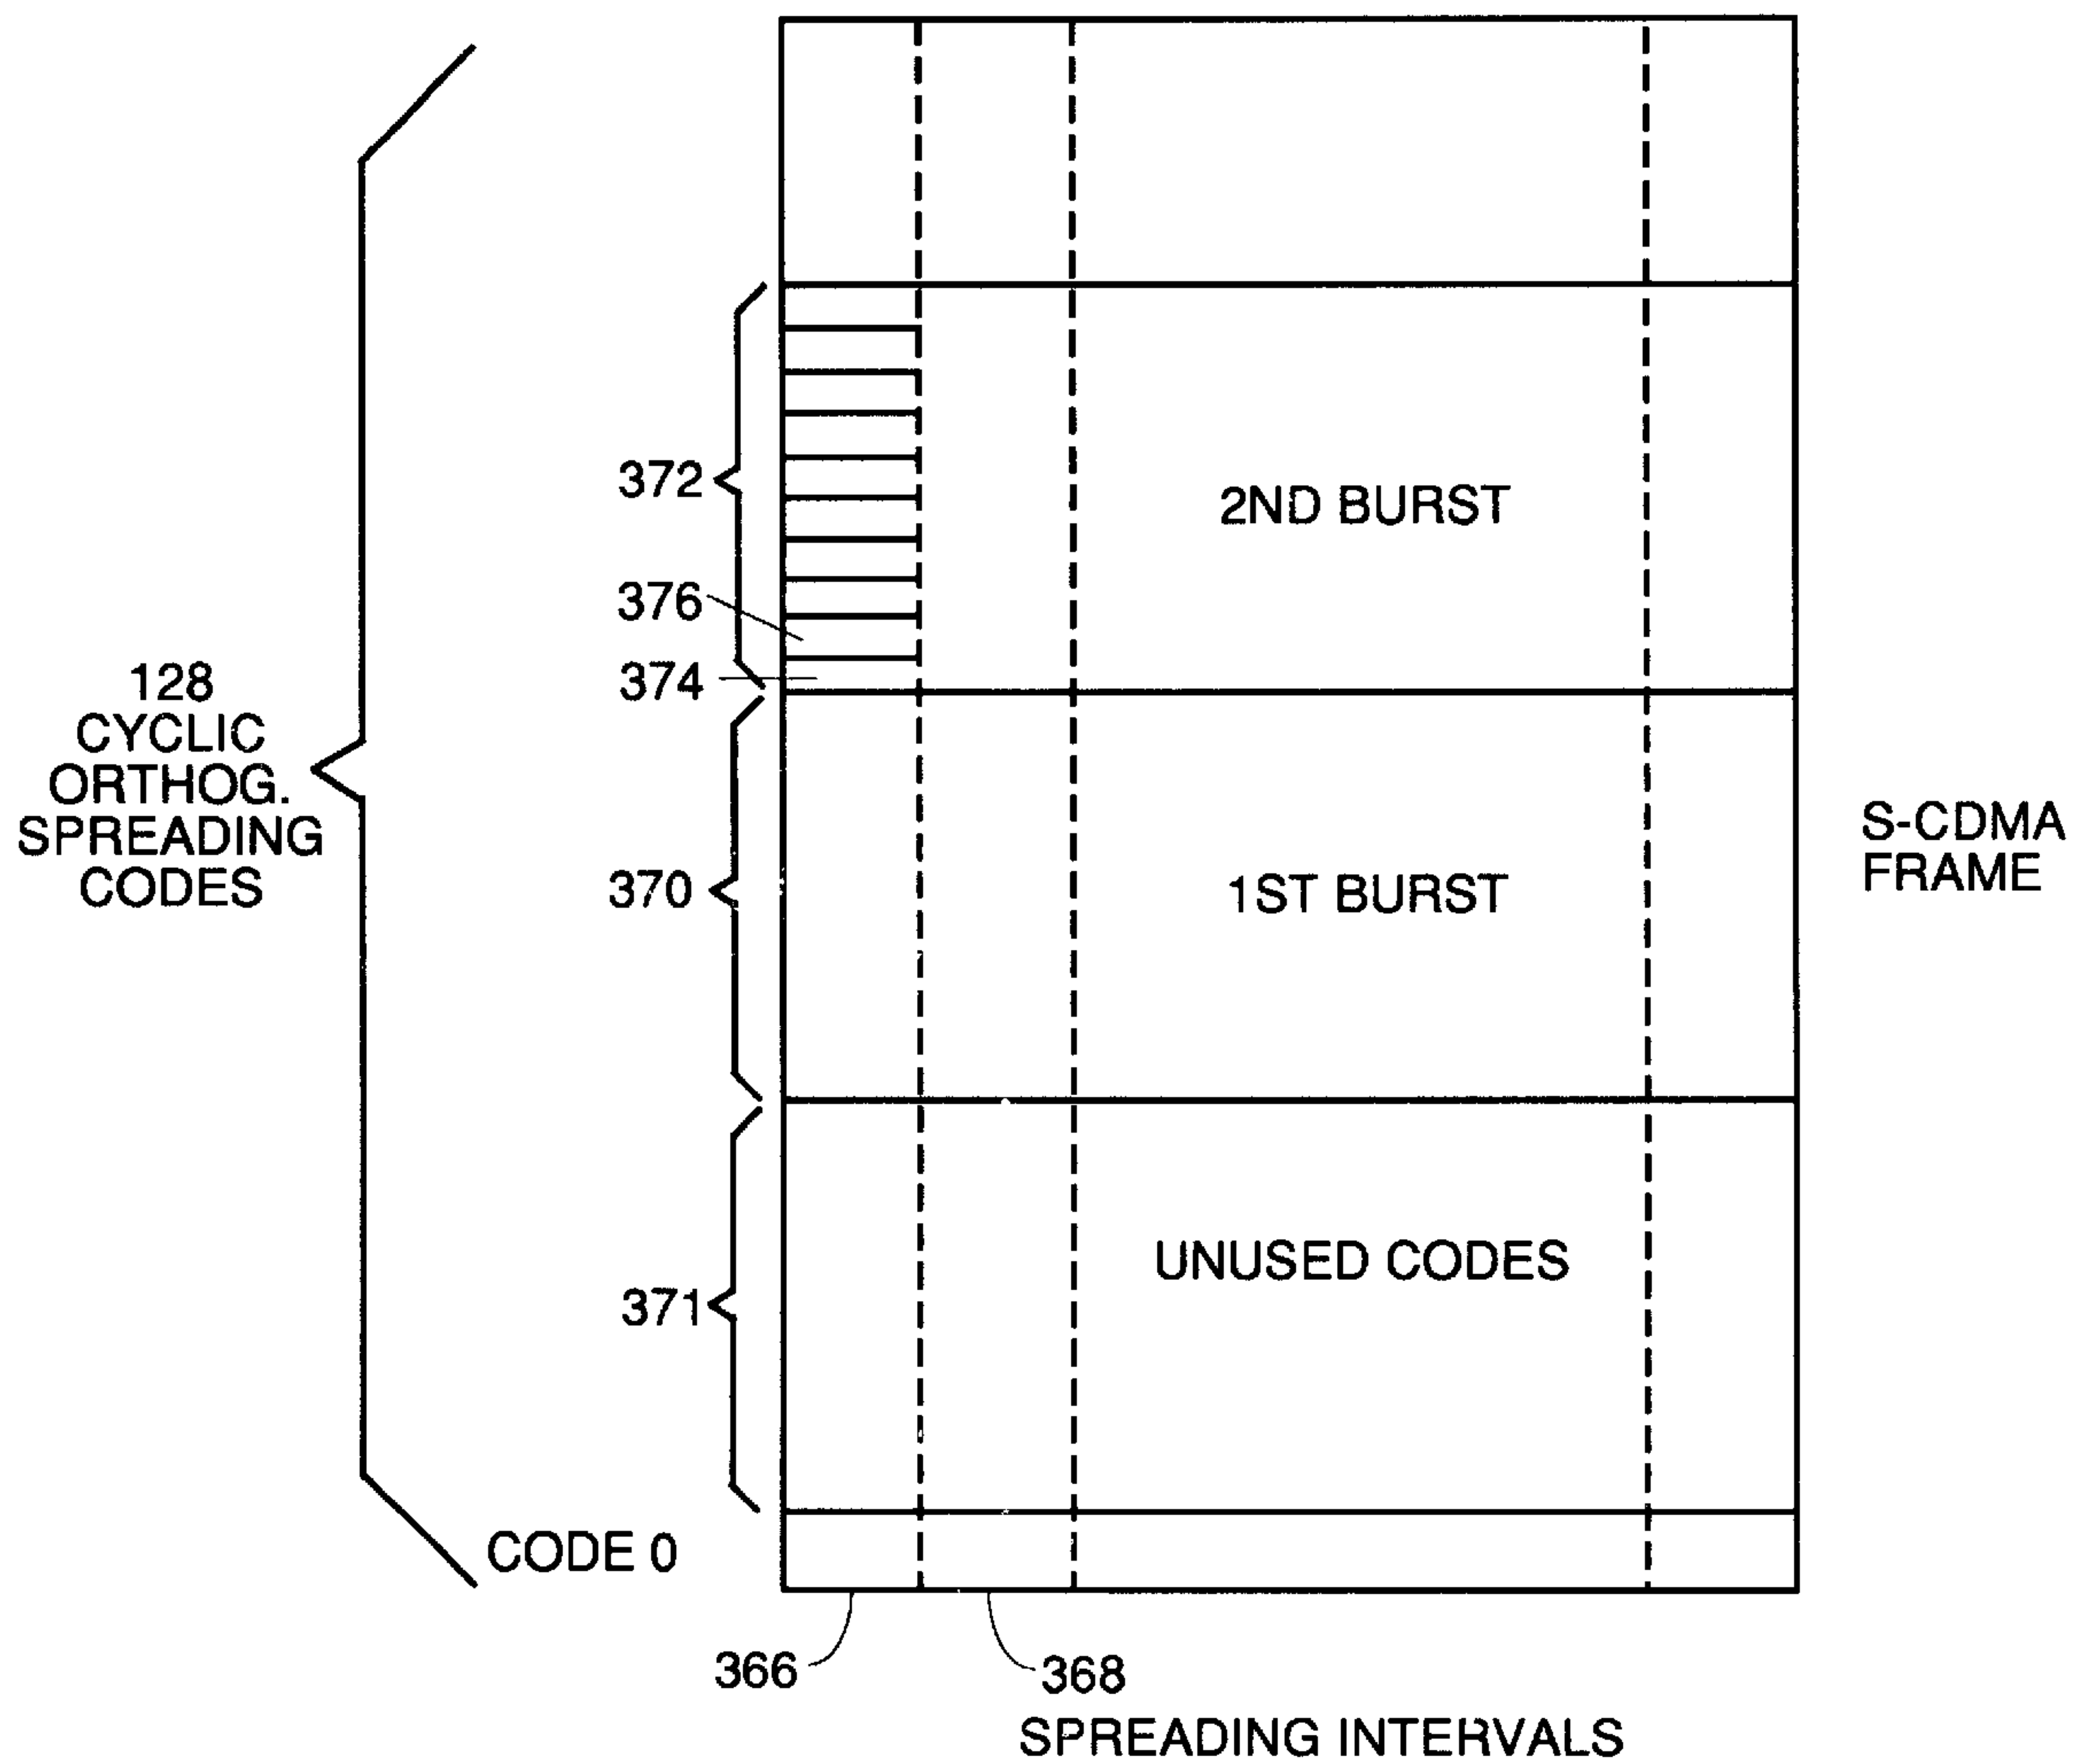 372
2ND BURST
376
374
128
CYCLIC
ORTHOG.
SPREADING
CODES
370
1ST BURST
S-CDMA
FRAME
371
UNUSED CODES
CODE 0
366
368
SPREADING INTERVALS